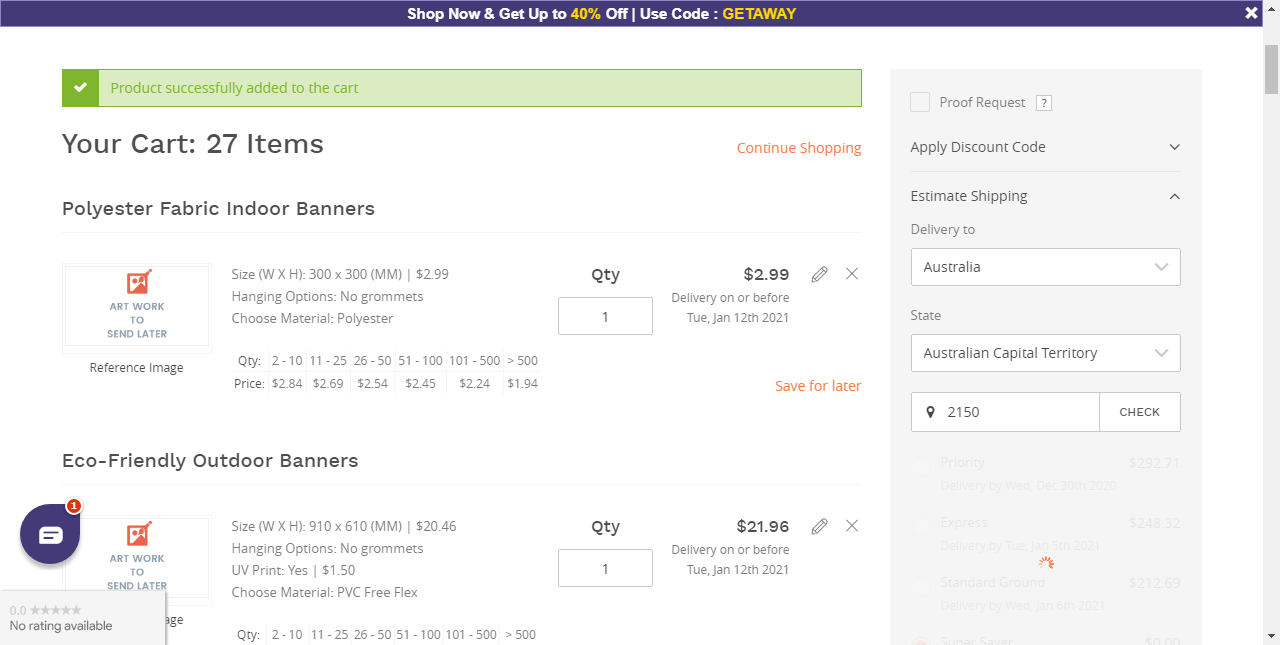 Shop Now & Get Up to 40% Off | Use Code : GETAWAY
Product successfully added to the cart
Your Cart: 27 Items
Continue Shopping
Polyester Fabric Indoor Banners
ART WORK
TO
SEND LATER
Reference Image
Size (W X H): 300 x 300 (MM) | $2.99
Hanging Options: No grommets
Choose Material: Polyester
Qty: 2 - 10 11 - 25 26 - 50 51 - 100 101 - 500 > 500
Price: $2.84 $2.69 $2.54 $2.45 $2.24 $1.94
Qty
1
$2.99
Delivery on or before
Tue, Jan 12th 2021
Save for later
Eco-Friendly Outdoor Banners
ART WORK
TO
SEND LATER
Size (W X H): 910 x 610 (MM) | $20.46
Hanging Options: No grommets
UV Print: Yes | $1.50
Choose Material: PVC Free Flex
Qty: 2 - 10 11 - 25 26 - 50 51 - 100 101 - 500 > 500
Qty
1
$21.96
Delivery on or before
Tue, Jan 12th 2021
1
0.0 ★★★★★
No rating available
Proof Request ?
Apply Discount Code
Estimate Shipping
Delivery to
Australia
State
Australian Capital Territory
2150 CHECK
Priority $292.71
Delivery by Wed, Dec 30th 2020
Express $248.32
Delivery by Tue, Jan 5th 2021
Standard Ground $212.69
Delivery by Wed, Jan 6th 2021
Super Saver $0.00